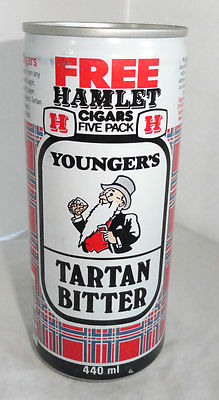 FREE
HAMLET
CIGARS
H FIVE PACK H
YOUNGER'S
TARTAN
BITTER
440 ml